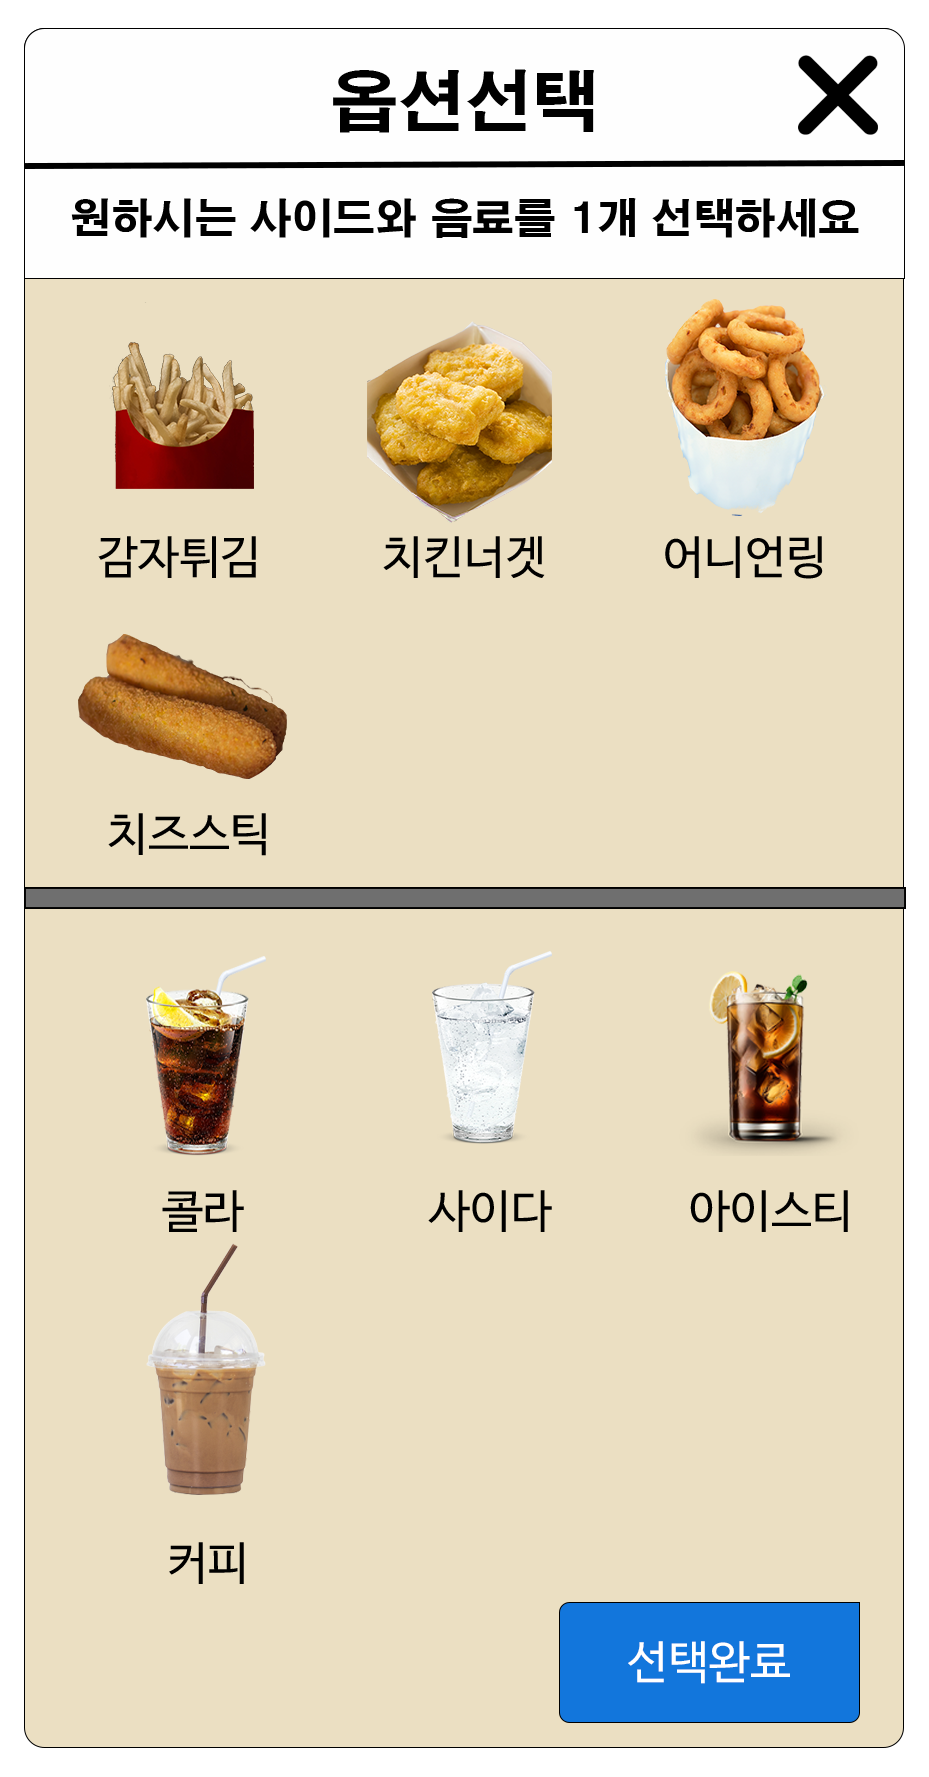 옵션선택
원하시는 사이드와 음료를 1개 선택하세요
감자튀김 치킨너겟 어니언링
치즈스틱
콜라 사이다 아이스티
커피
선택완료